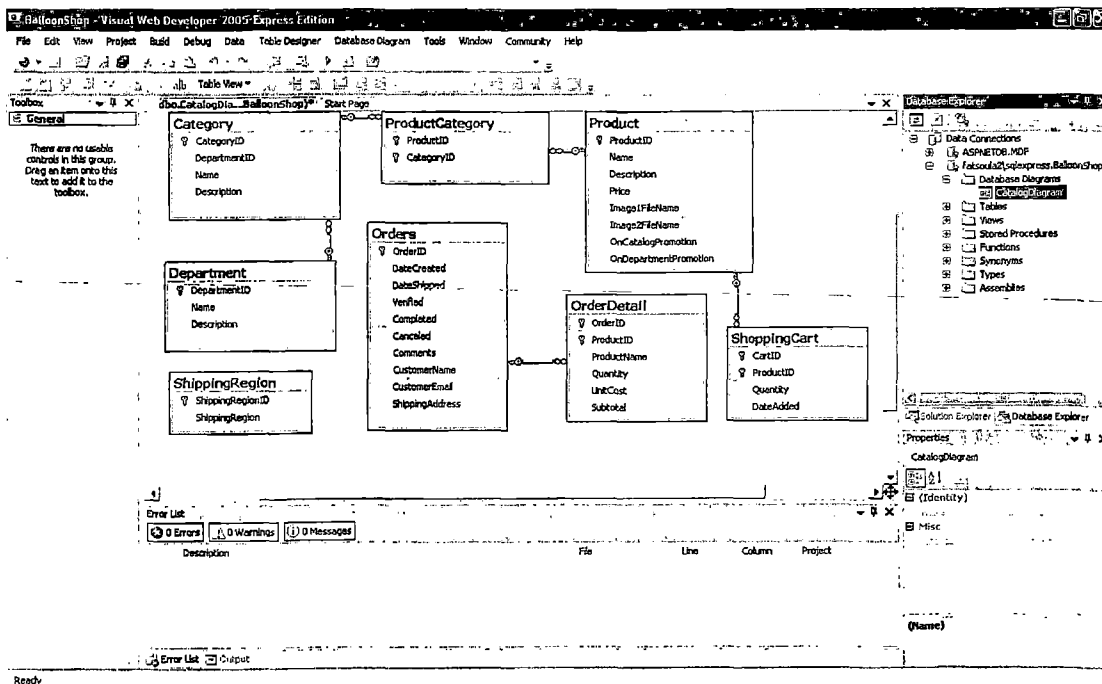 BalloonShop - Visual Web Developer 2005 Express Edition
File Edit View Project Build Debug Data Table Designer Database Diagram Tools Window Community Help
Table View
Toolbox
General
There are no usable
controls in this group.
Drag an item onto this
text to add it to the
toolbox.
dbo.CatalogDia...BalloonShop)* Start Page
Category
CategoryID
DepartmentID
Name
Description
ProductCategory
ProductID
CategoryID
Product
ProductID
Name
Description
Price
Image1FileName
Image2FileName
OnCatalogPromotion
OnDepartmentPromotion
Department
DepartmentID
Name
Description
Orders
OrderID
DateCreated
DateShipped
Verified
Completed
Canceled
Comments
CustomerName
CustomerEmail
ShippingAddress
OrderDetail
OrderID
ProductID
ProductName
Quantity
UnitCost
Subtotal
ShoppingCart
CartID
ProductID
Quantity
DateAdded
ShippingRegion
ShippingRegionID
ShippingRegion
Database Explorer
Data Connections
ASPNETDB.MDF
fatsoula2\sqlexpress.BalloonShop
Database Diagrams
CatalogDiagram
Tables
Views
Stored Procedures
Functions
Synonyms
Types
Assemblies
Solution Explorer Database Explorer
Properties
CatalogDiagram
(Identity)
Misc
(Name)
Error List
0 Errors 0 Warnings 0 Messages
Description File Line Column Project
Error List Output
Ready